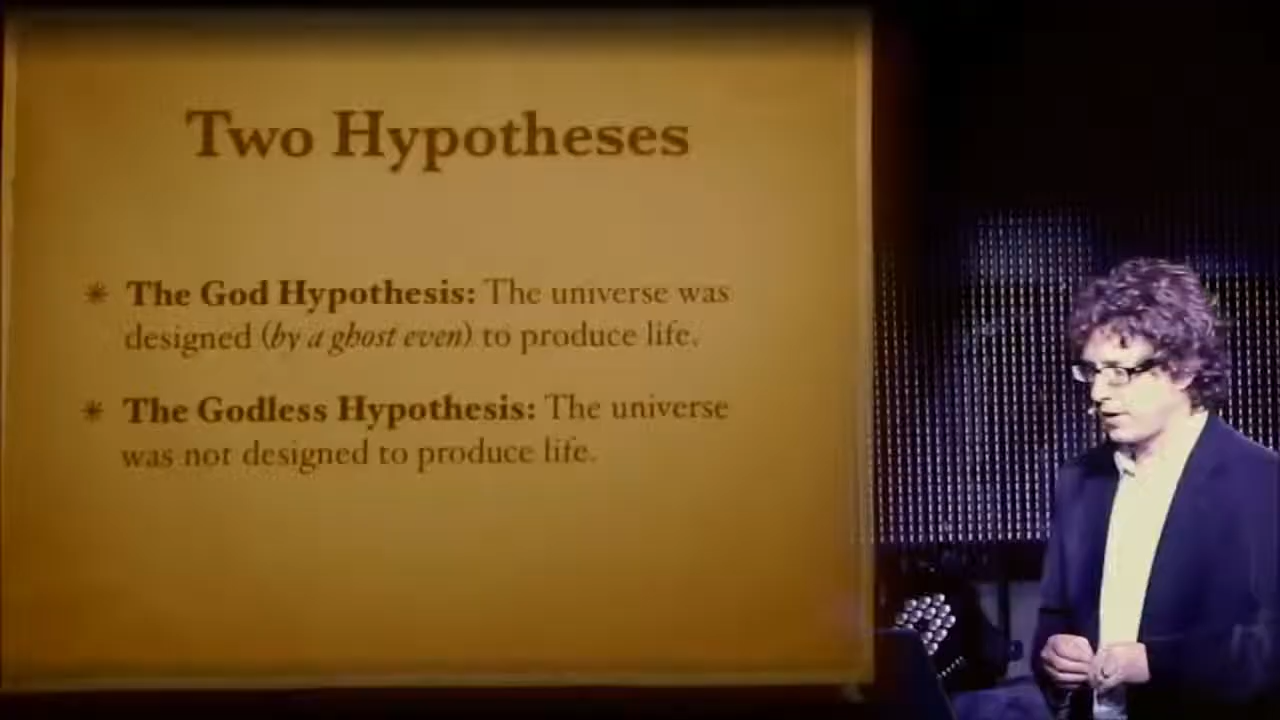 Two Hypotheses
* The God Hypothesis: The universe was
designed (by a ghost even) to produce life.
* The Godless Hypothesis: The universe
was not designed to produce life.